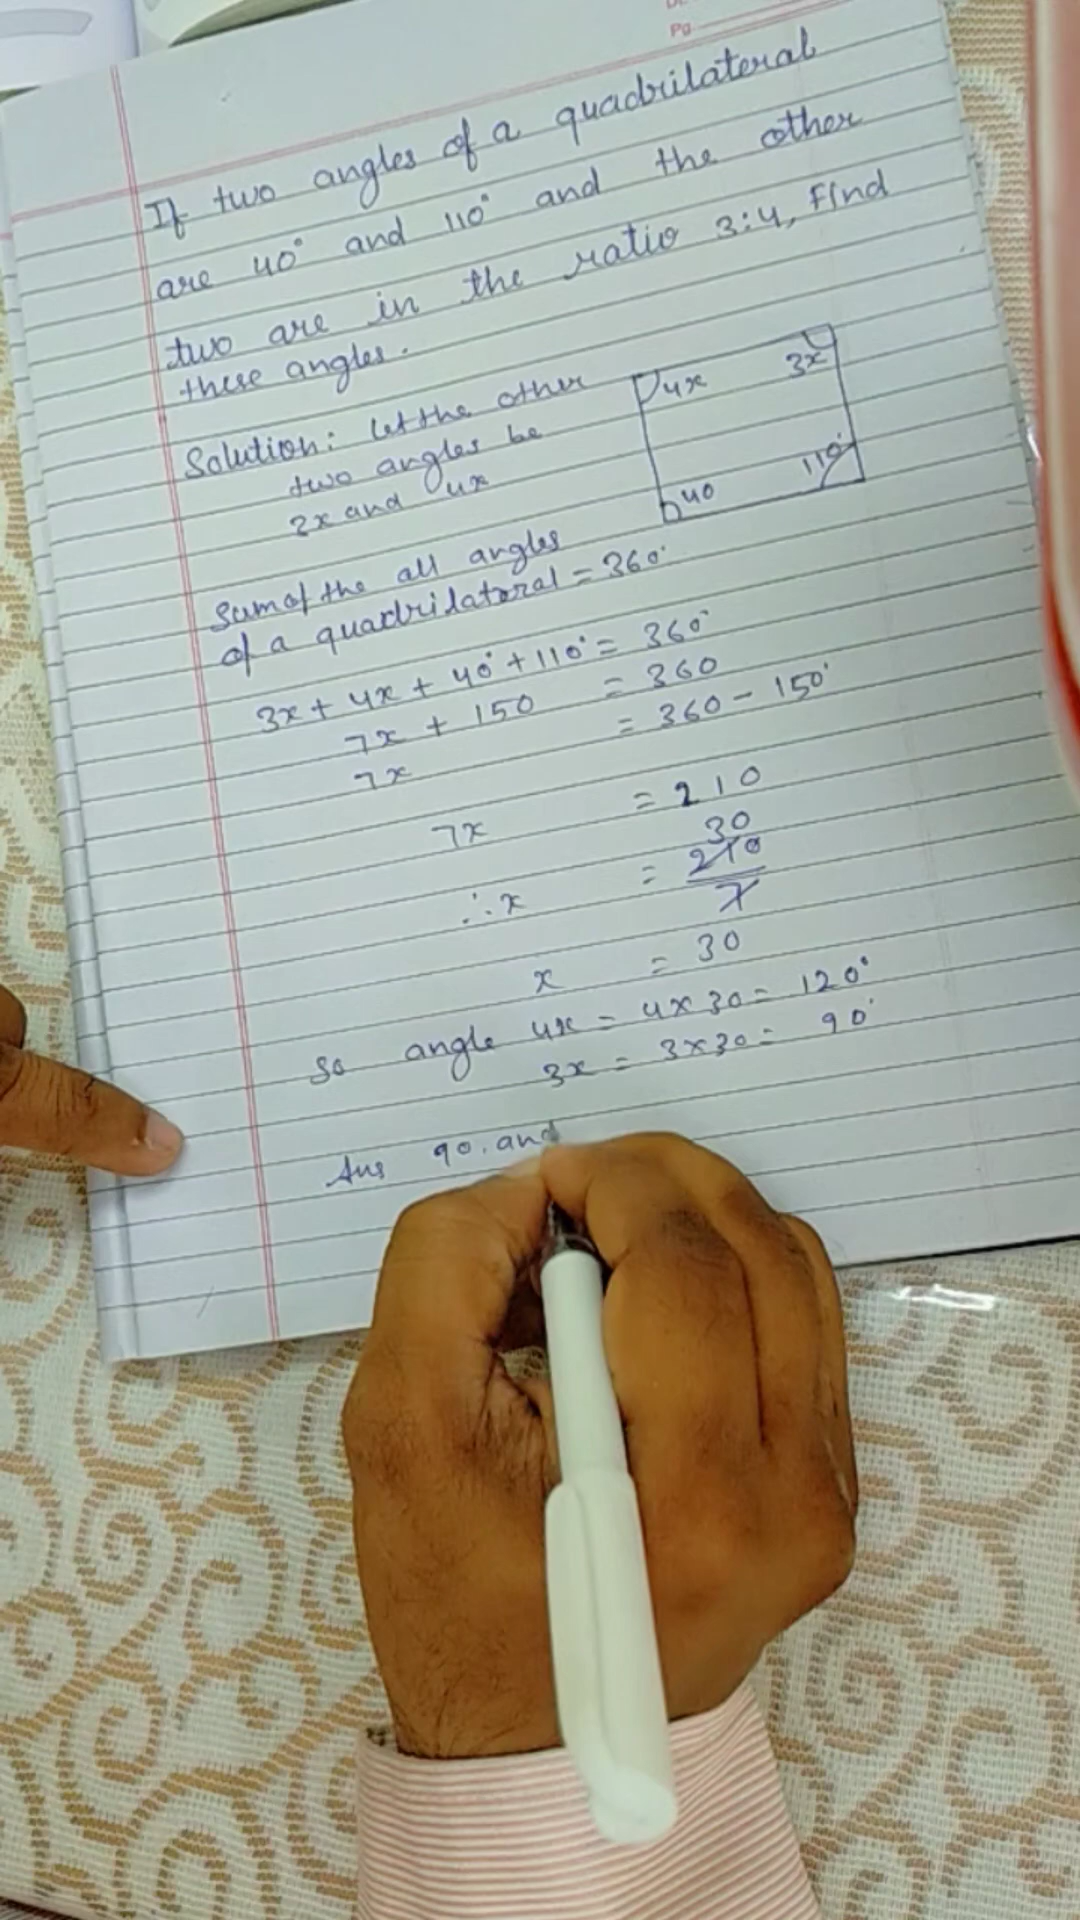 Pg
If two angles of a quadrilateral
are 40° and 110° and the other
two are in the ratio 3:4, Find
these angles.
Solution: let the other
two angles be
3x and 4x
4x 3x
40 110°
Sum of the all angles
of a quadrilateral = 360°
3x + 4x + 40° + 110° = 360°
7x + 150 = 360
7x = 360 - 150°
7x = 210
30
∴ x = 210/7
x = 30
So angle 4x = 4x30 = 120°
3x = 3x30 = 90°
Ans 90. and